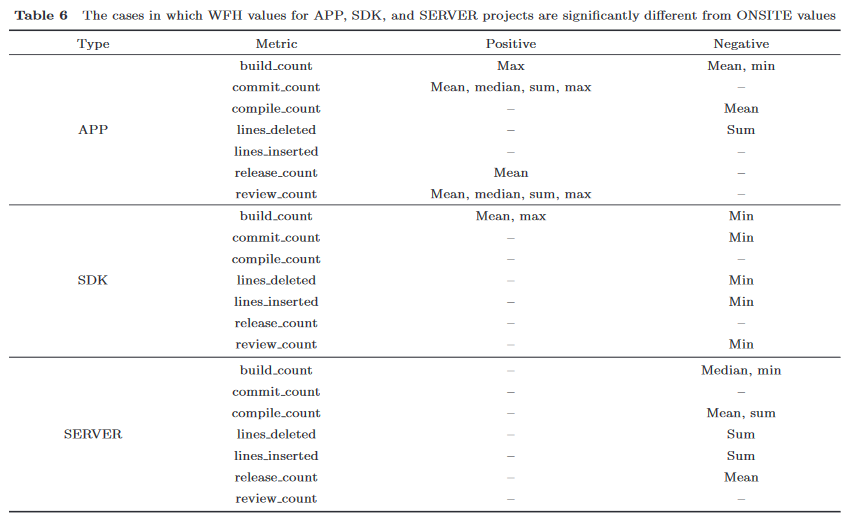 Table 6 The cases in which WFH values for APP, SDK, and SERVER projects are significantly different from ONSITE values
Type Metric Positive Negative
build_count Max Mean, min
commit_count Mean, median, sum, max –
compile_count – Mean
APP lines_deleted – Sum
lines_inserted – –
release_count Mean –
review_count Mean, median, sum, max –
build_count Mean, max Min
commit_count – Min
compile_count – –
SDK lines_deleted – Min
lines_inserted – Min
release_count – –
review_count – Min
build_count – Median, min
commit_count – –
compile_count – Mean, sum
SERVER lines_deleted – Sum
lines_inserted – Sum
release_count – Mean
review_count – –